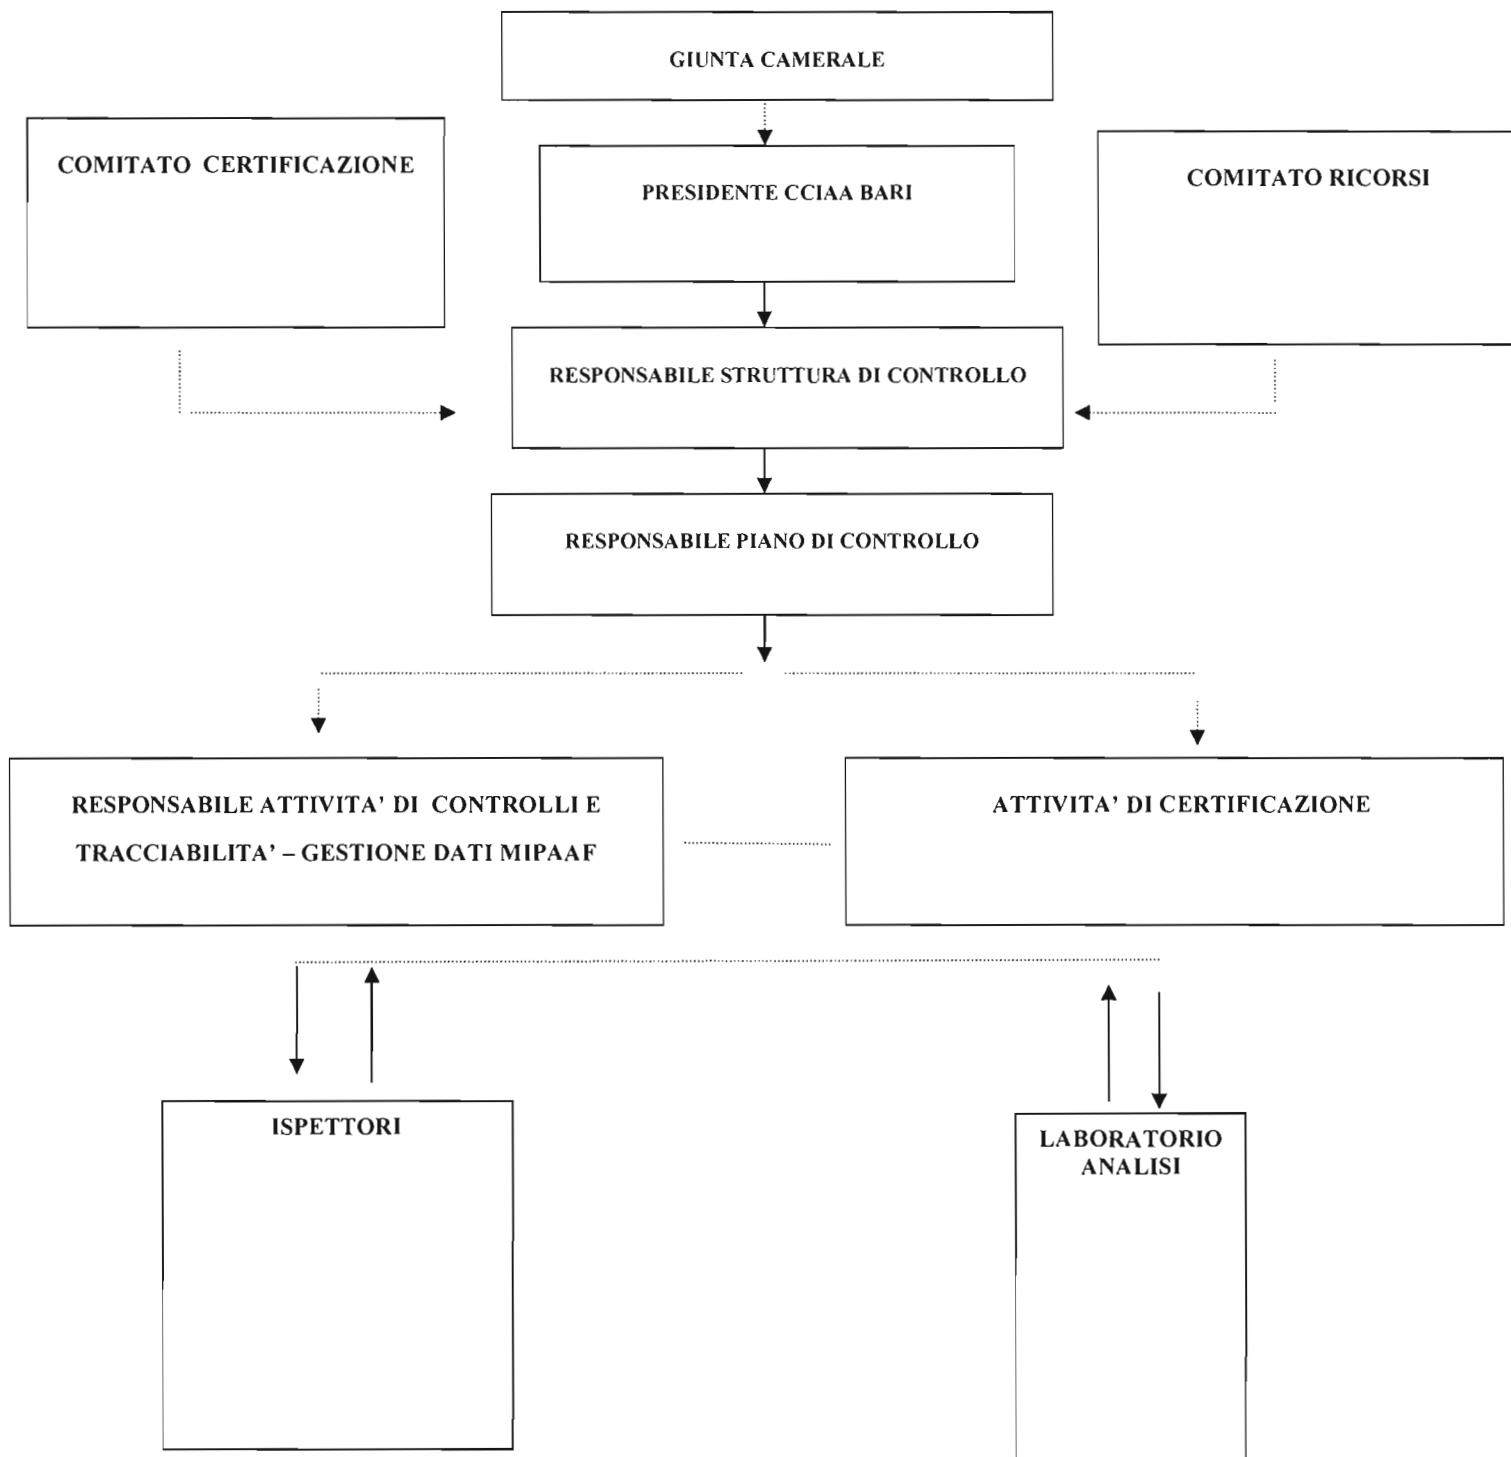 GIUNTA CAMERALE
COMITATO CERTIFICAZIONE
PRESIDENTE CCIAA BARI
COMITATO RICORSI
RESPONSABILE STRUTTURA DI CONTROLLO
RESPONSABILE PIANO DI CONTROLLO
RESPONSABILE ATTIVITA' DI CONTROLLI E
TRACCIABILITA' – GESTIONE DATI MIPAAF
ATTIVITA' DI CERTIFICAZIONE
ISPETTORI
LABORATORIO
ANALISI